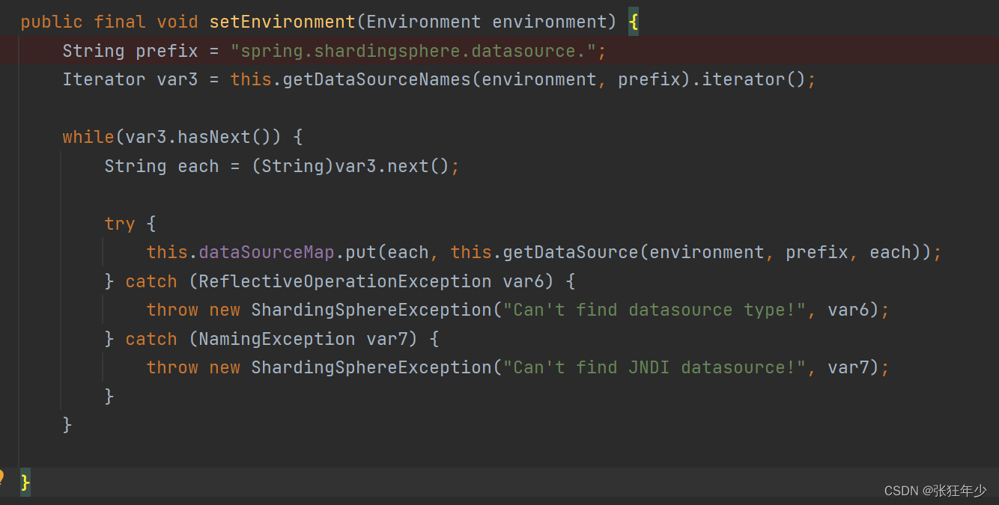 public final void setEnvironment(Environment environment) {
String prefix = "spring.shardingsphere.datasource.";
Iterator var3 = this.getDataSourceNames(environment, prefix).iterator();
while(var3.hasNext()) {
String each = (String)var3.next();
try {
this.dataSourceMap.put(each, this.getDataSource(environment, prefix, each));
} catch (ReflectiveOperationException var6) {
throw new ShardingSphereException("Can't find datasource type!", var6);
} catch (NamingException var7) {
throw new ShardingSphereException("Can't find JNDI datasource!", var7);
}
}
}
CSDN @张狂年少